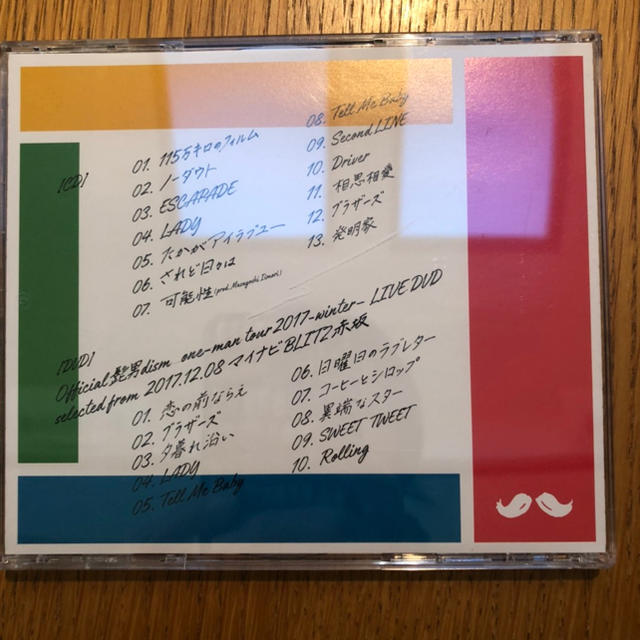 [CD]
01. 115万キロのフィルム
02. ノーダウト
03. ESCAPADE
04. LADY
05. たかがアイラブユー
06. されど日々は
07. 可能性 (prod. Masayoshi Iimori)
08. Tell Me Baby
09. Second LINE
10. Driver
11. 相思相愛
12. ブラザーズ
13. 発明家
[DVD]
Official髭男dism one-man tour 2017-winter- LIVE DVD
selected from 2017.12.08 マイナビBLITZ赤坂
01. 恋の前ならえ
02. ブラザーズ
03. 夕暮れ沿い
04. LADY
05. Tell Me Baby
06. 日曜日のラブレター
07. コーヒーとシロップ
08. 異端なスター
09. SWEET TWEET
10. Rolling